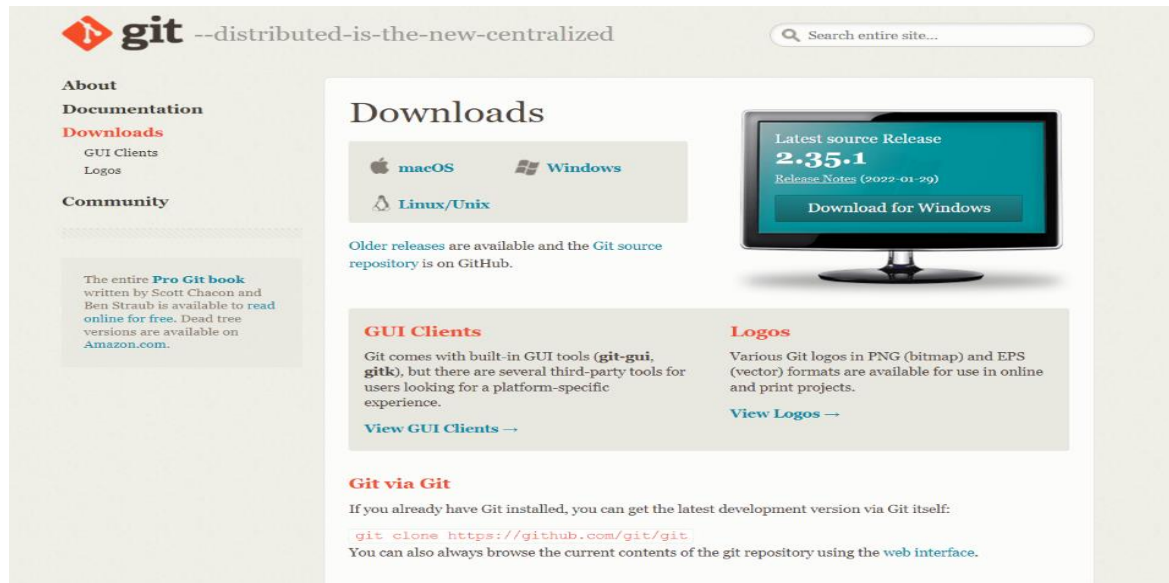 git --distributed-is-the-new-centralized
Search entire site...
About
Documentation
Downloads
GUI Clients
Logos
Community
The entire Pro Git book
written by Scott Chacon and
Ben Straub is available to read
online for free. Dead tree
versions are available on
Amazon.com.
Downloads
macOS
Windows
Linux/Unix
Older releases are available and the Git source
repository is on GitHub.
Latest source Release
2.35.1
Release Notes (2022-01-29)
Download for Windows
GUI Clients
Git comes with built-in GUI tools (git-gui,
gitk), but there are several third-party tools for
users looking for a platform-specific
experience.
View GUI Clients →
Logos
Various Git logos in PNG (bitmap) and EPS
(vector) formats are available for use in online
and print projects.
View Logos →
Git via Git
If you already have Git installed, you can get the latest development version via Git itself:
git clone https://github.com/git/git
You can also always browse the current contents of the git repository using the web interface.